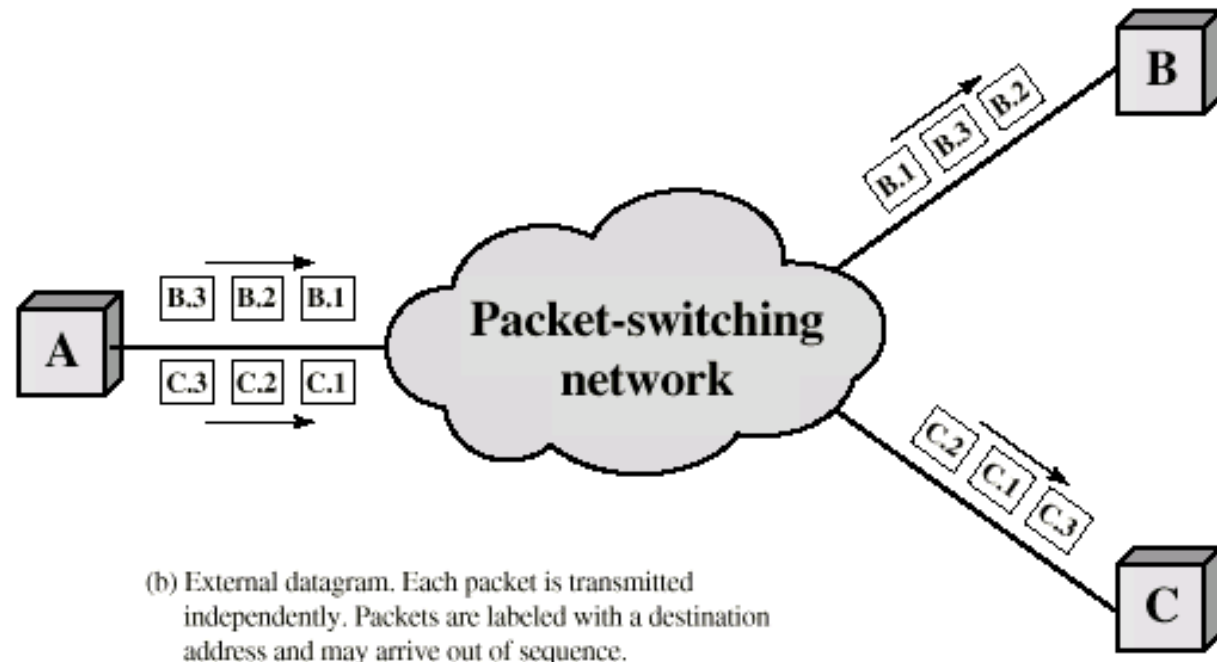 B
B.1 B.3 B.2
B.3 B.2 B.1
A
Packet-switching
network
C.3 C.2 C.1
C.2 C.1 C.3
C
(b) External datagram. Each packet is transmitted
independently. Packets are labeled with a destination
address and may arrive out of sequence.